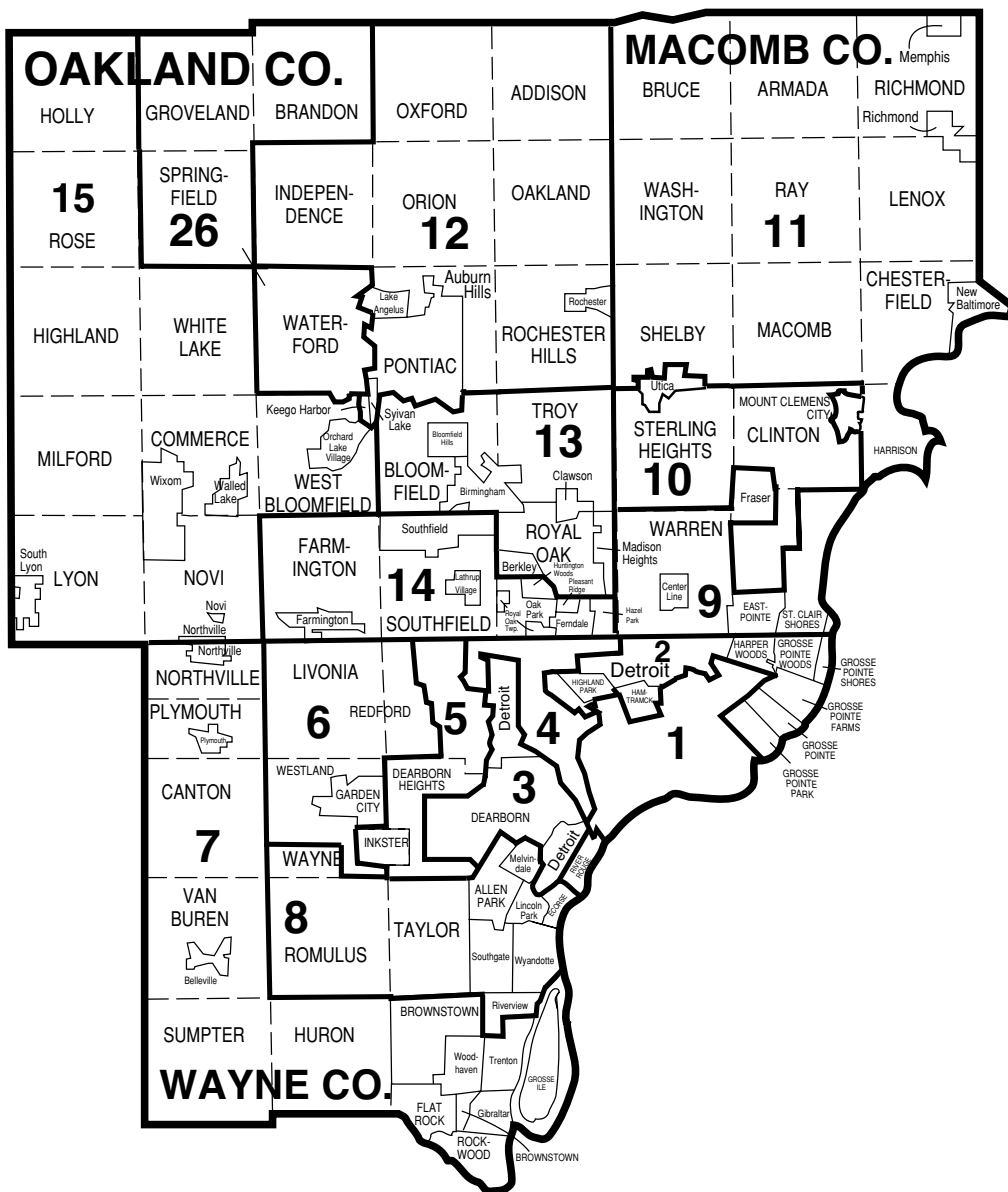 OAKLAND CO.
MACOMB CO.
Memphis
HOLLY
GROVELAND
BRANDON
OXFORD
ADDISON
BRUCE
ARMADA
RICHMOND
Richmond
15
ROSE
SPRING-
FIELD
26
INDEPEN-
DENCE
ORION
12
OAKLAND
WASH-
INGTON
RAY
11
LENOX
HIGHLAND
WHITE
LAKE
WATER-
FORD
Lake
Angelus
Auburn
Hills
PONTIAC
Rochester
ROCHESTER
HILLS
SHELBY
MACOMB
CHESTER-
FIELD
New
Baltimore
Utica
Keego Harbor
Sylvan
Lake
MILFORD
COMMERCE
Wixom
Walled
Lake
Orchard
Lake
Village
WEST
BLOOMFIELD
Bloomfield
Hills
BLOOM-
FIELD
Birmingham
TROY
13
Clawson
STERLING
HEIGHTS
10
MOUNT CLEMENS
CITY
CLINTON
HARRISON
Fraser
South
Lyon
LYON
NOVI
Novi
Northville
Northville
FARM-
INGTON
Farmington
Southfield
14
Lathrup
Village
SOUTHFIELD
ROYAL
OAK
Berkley
Huntington
Woods
Pleasant
Ridge
Madison
Heights
Royal
Oak
Twp.
Oak
Park
Ferndale
Hazel
Park
WARREN
Center
Line
9
EAST-
POINTE
ST. CLAIR
SHORES
NORTHVILLE
PLYMOUTH
Plymouth
LIVONIA
6
REDFORD
5
Detroit
4
HIGHLAND
PARK
2
Detroit
HAM-
TRAMCK
1
HARPER
WOODS
GROSSE
POINTE
WOODS
GROSSE
POINTE
SHORES
GROSSE
POINTE
FARMS
GROSSE
POINTE
GROSSE
POINTE
PARK
CANTON
7
WESTLAND
GARDEN
CITY
DEARBORN
HEIGHTS
3
DEARBORN
INKSTER
WAYNE
Melvin-
dale
Detroit
RIVER
ROUGE
VAN
BUREN
Belleville
8
ROMULUS
TAYLOR
ALLEN
PARK
Lincoln
Park
ECORSE
Southgate
Wyandotte
SUMPTER
HURON
BROWNSTOWN
Riverview
WAYNE CO.
Wood-
haven
Trenton
GROSSE
ILE
FLAT
ROCK
Gibraltar
ROCK-
WOOD
BROWNSTOWN